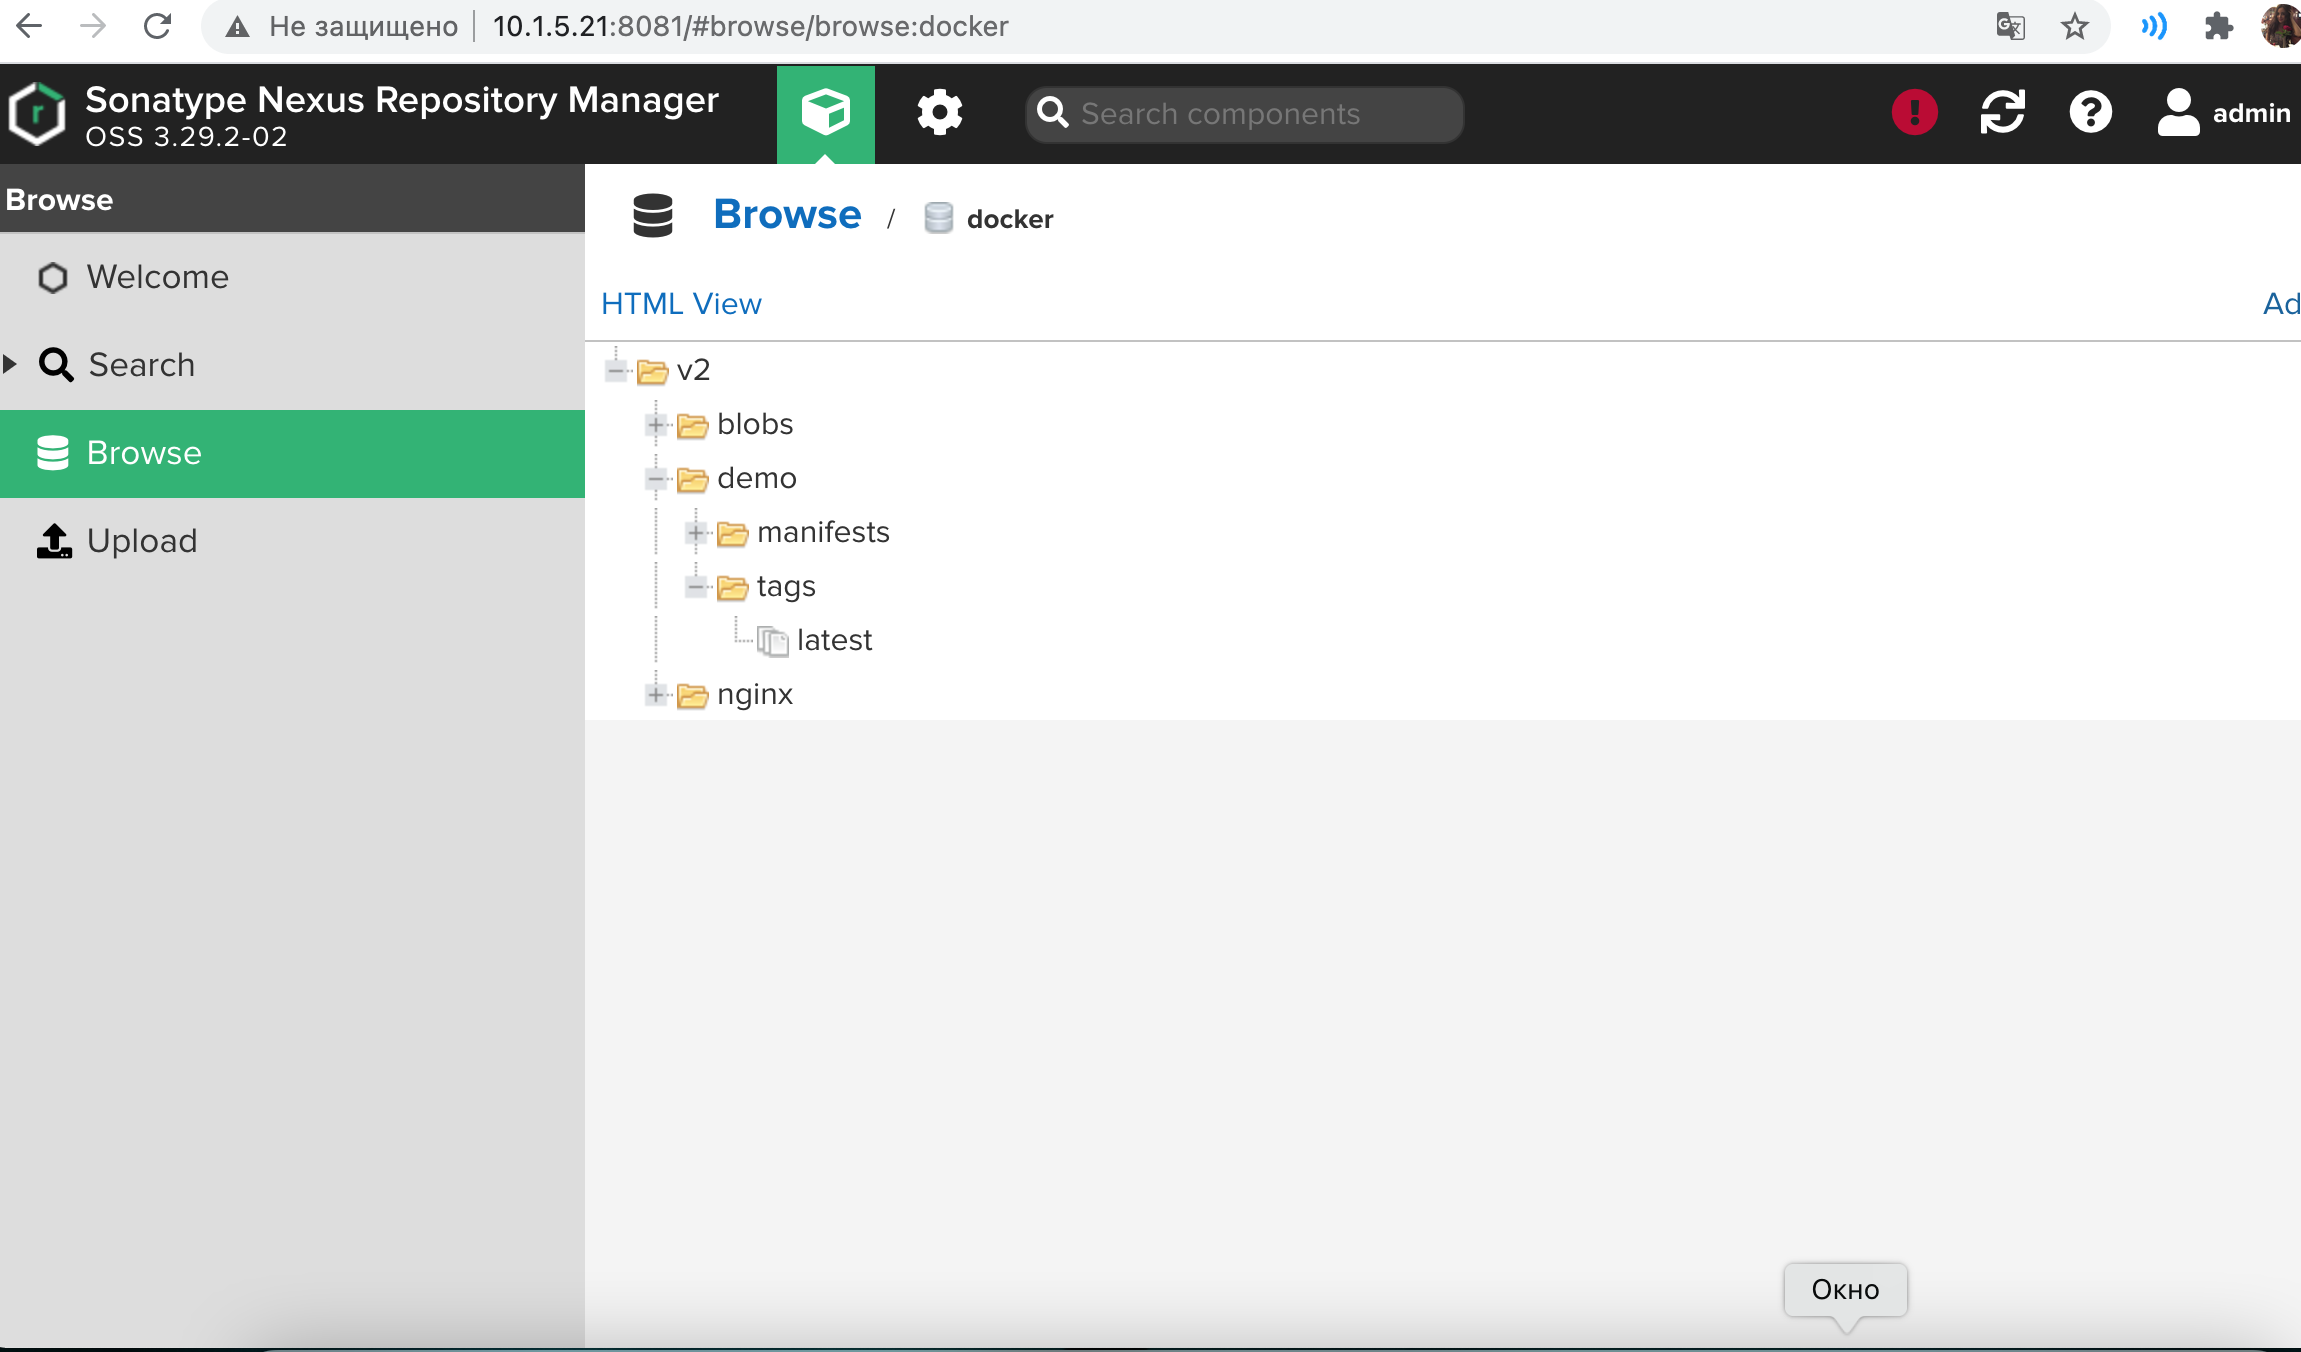 Не защищено 10.1.5.21:8081/#browse/browse:docker
Sonatype Nexus Repository Manager
OSS 3.29.2-02
Search components
admin
Browse
Welcome
Search
Browse
Upload
Browse / docker
HTML View
Ad
v2
blobs
demo
manifests
tags
latest
nginx
Окно